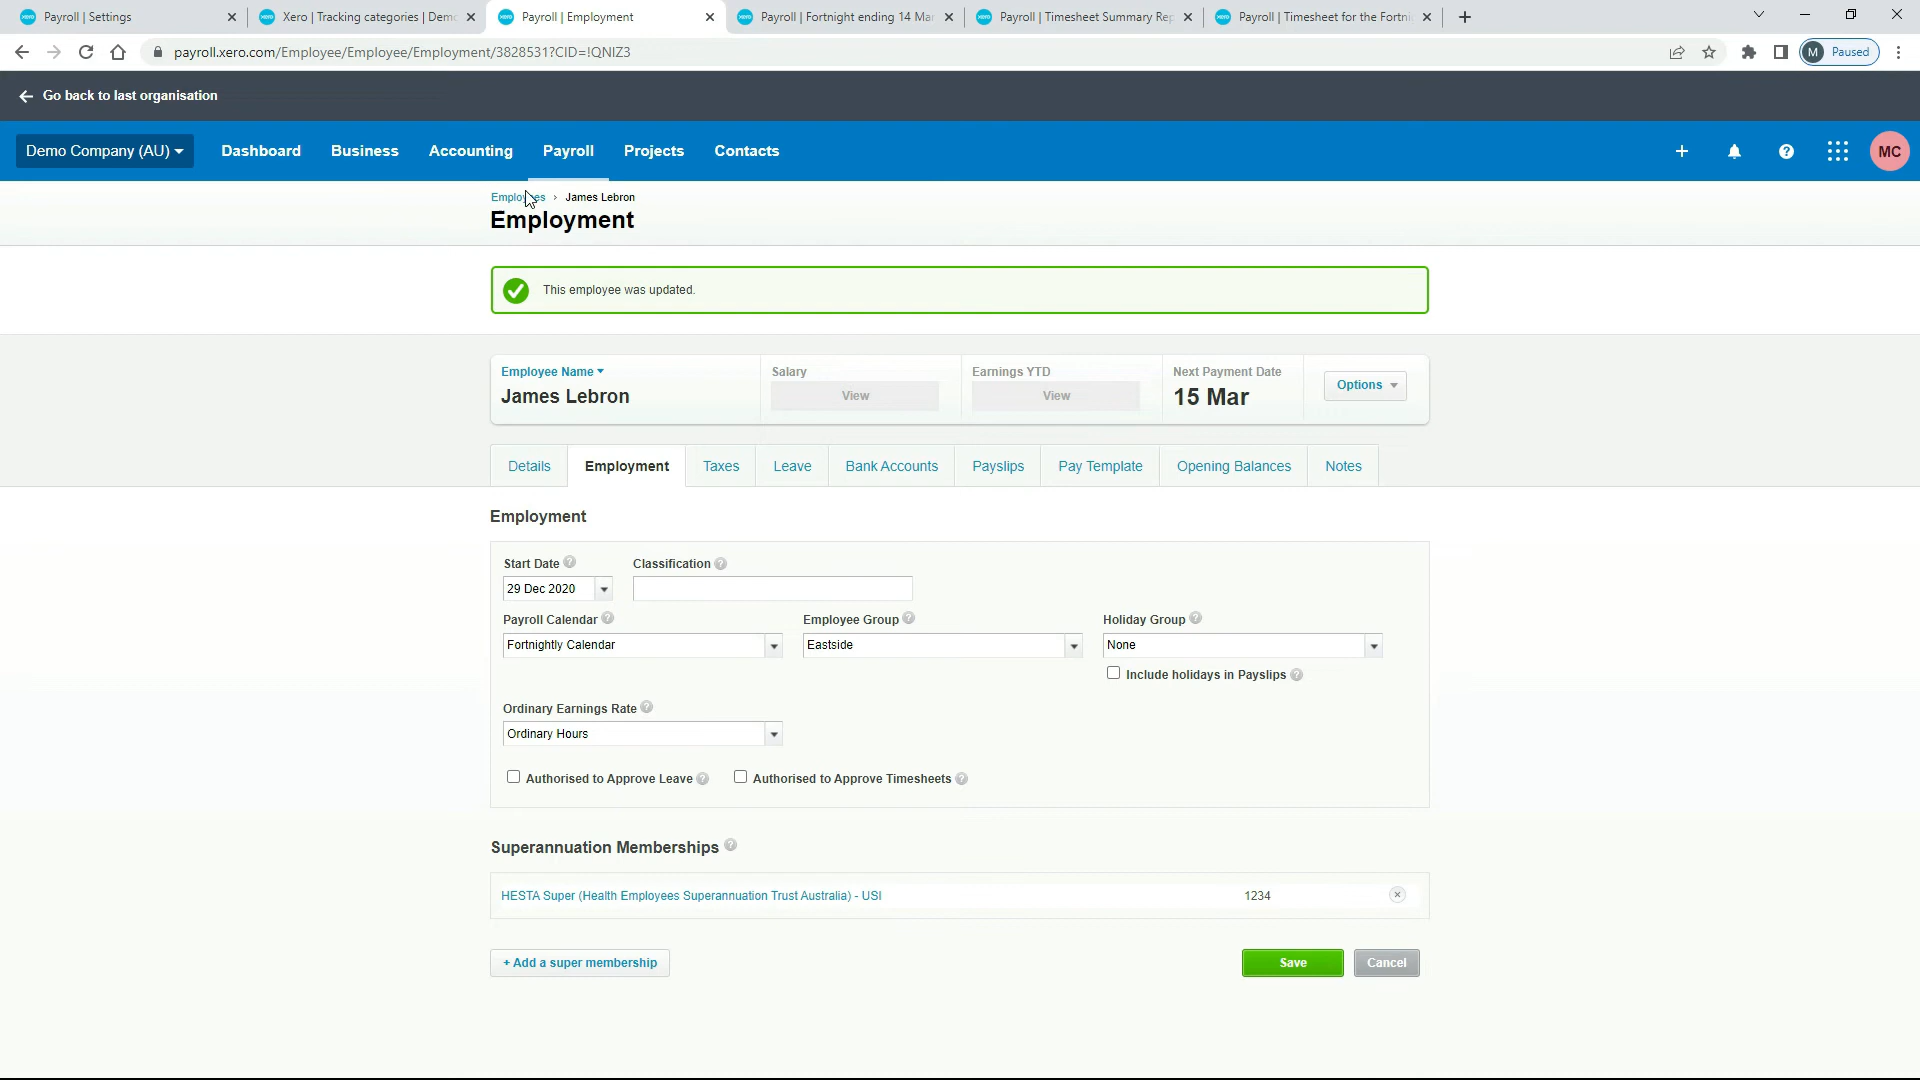 Payroll | Settings
Xero | Tracking categories | Demo
Payroll | Employment
Payroll | Fortnight ending 14 Mar
Payroll | Timesheet Summary Rep
Payroll | Timesheet for the Fortni
payroll.xero.com/Employee/Employee/Employment/3828531?CID=!QNIZ3
M Paused
Go back to last organisation
Demo Company (AU)
Dashboard
Business
Accounting
Payroll
Projects
Contacts
MC
Employees › James Lebron
Employment
This employee was updated.
Employee Name
James Lebron
Salary
View
Earnings YTD
View
Next Payment Date
15 Mar
Options
Details
Employment
Taxes
Leave
Bank Accounts
Payslips
Pay Template
Opening Balances
Notes
Employment
Start Date
Classification
29 Dec 2020
Payroll Calendar
Employee Group
Holiday Group
Fortnightly Calendar
Eastside
None
Include holidays in Payslips
Ordinary Earnings Rate
Ordinary Hours
Authorised to Approve Leave
Authorised to Approve Timesheets
Superannuation Memberships
HESTA Super (Health Employees Superannuation Trust Australia) - USI
1234
+ Add a super membership
Save
Cancel